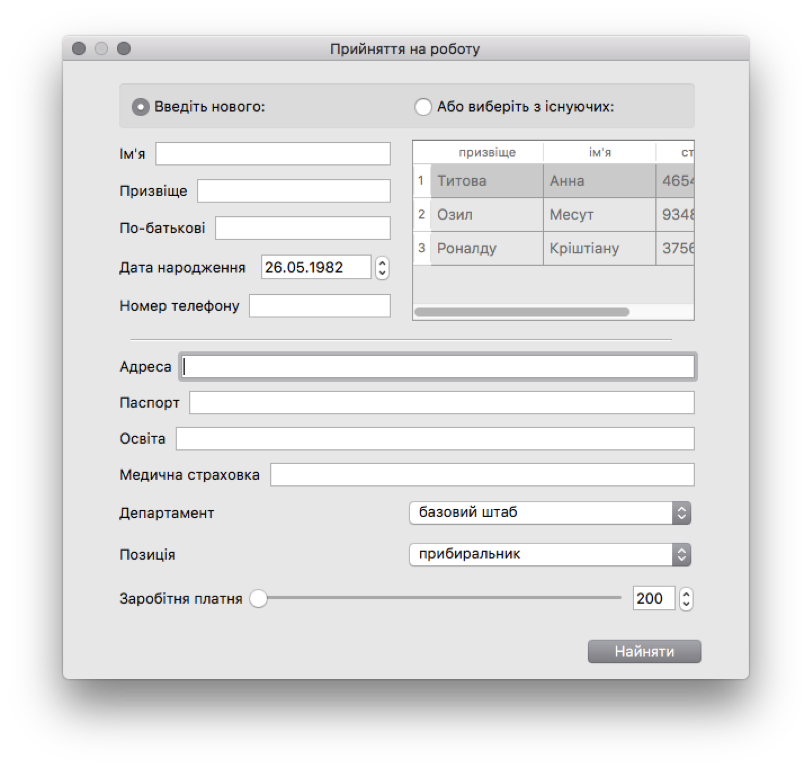 Прийняття на роботу
Введіть нового:
Або виберіть з існуючих:
Ім'я
Призвіще
По-батькові
Дата народження 26.05.1982
Номер телефону
призвіще ім'я ст
1 Титова Анна 4654
2 Озил Месут 9348
3 Роналду Кріштіану 3756
Адреса
Паспорт
Освіта
Медична страховка
Департамент базовий штаб
Позиція прибиральник
Заробітня платня 200
Найняти